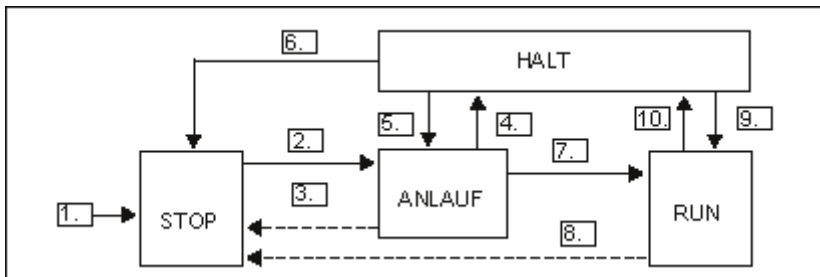 6.
HALT
2.
5.
4.
10.
9.
7.
1.
STOP
3.
ANLAUF
8.
RUN